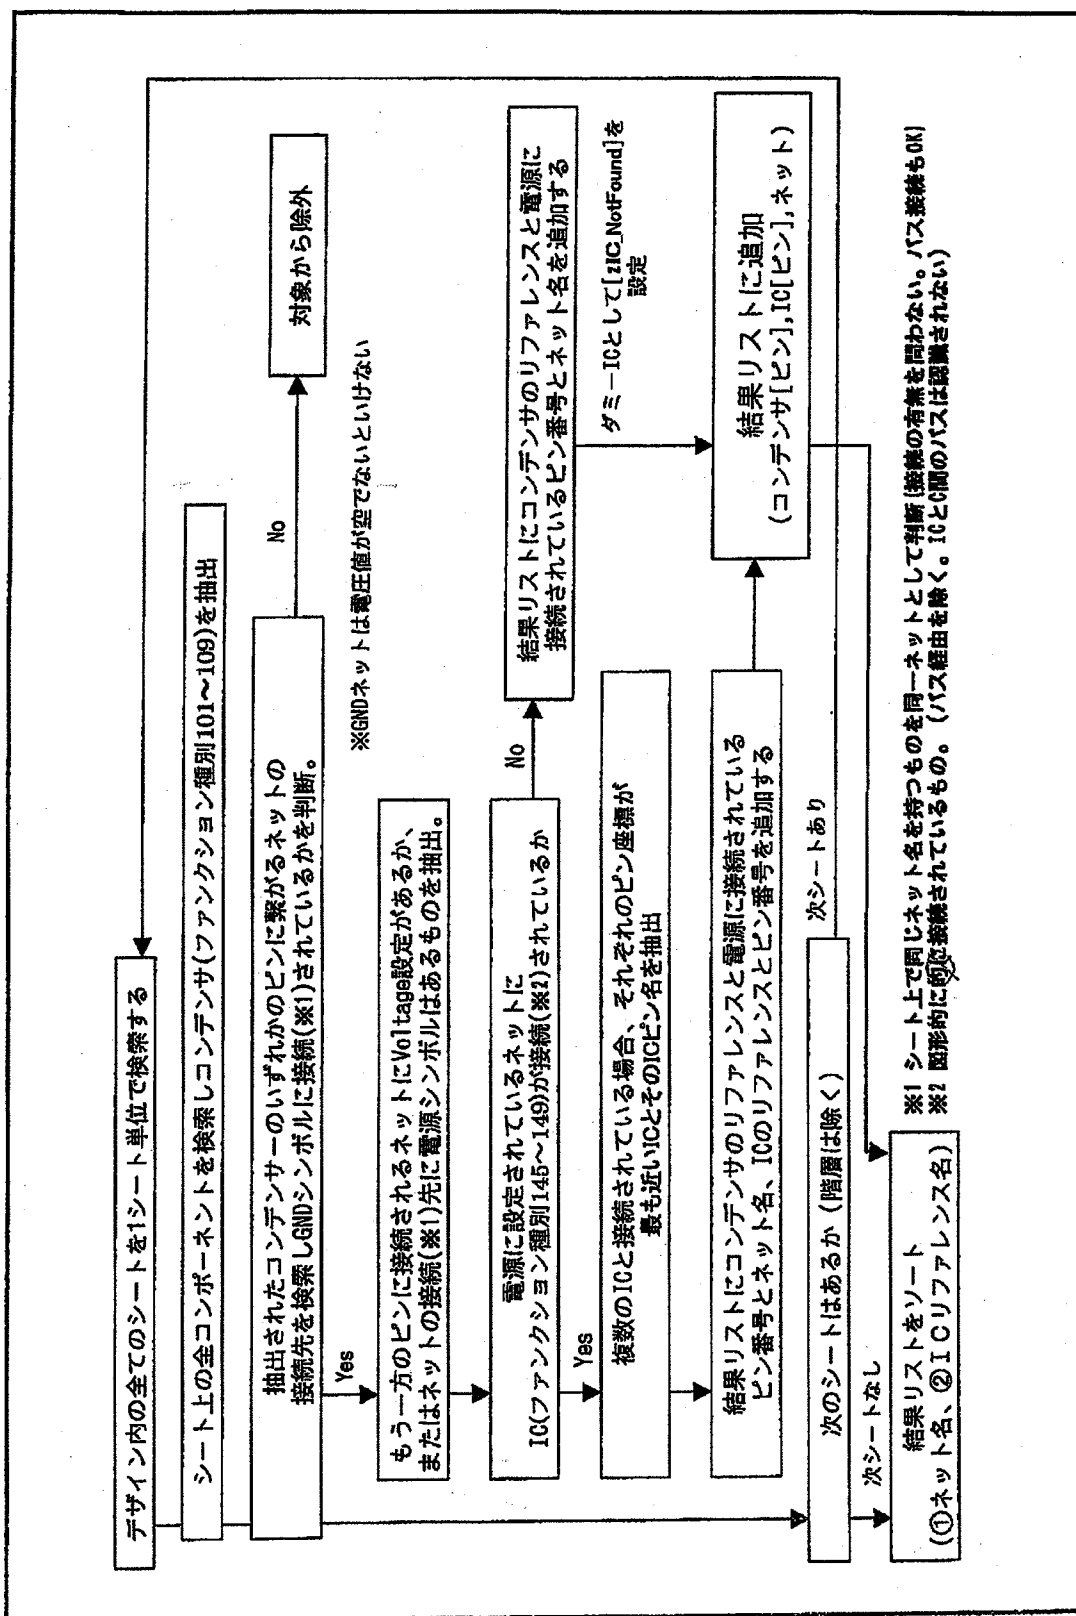 デザイン内の全てのシートを1シート単位で検索する
シート上の全コンポーネントを検索しコンデンサ(ファンクション種別101～109)を抽出
抽出されたコンデンサーのいずれかのピンに繋がるネットの
接続先を検索しGNDシンボルに接続(※1)されているかを判断。
No
対象から除外
※GNDネットは電圧値が空でないといけない
Yes
もう一方のピンに接続されるネットにVoltage設定があるか、
またはネットの接続(※1)先に電源シンボルはあるものを抽出。
電源に設定されているネットに
IC(ファンクション種別145～149)が接続(※2)されているか
No
結果リストにコンデンサのリファレンスと電源に
接続されているピン番号とネット名を追加する
Yes
ダミーICとして[zIC_NotFound]を
設定
複数のICと接続されている場合、それぞれのピン座標が
最も近いICとそのICピン名を抽出
結果リストにコンデンサのリファレンスと電源に接続されている
ピン番号とネット名、ICのリファレンスとピン番号を追加する
結果リストに追加
(コンデンサ[ピン],IC[ピン],ネット)
次のシートはあるか(階層は除く)
次シートあり
次シートなし
結果リストをソート
(①ネット名、②ICリファレンス名)
※1 シート上で同じネット名を持つものを同一ネットとして判断(接続の有無を問わない。バス接続もOK)
※2 図形的に的に接続されているもの。(バス経由を除く。ICとC間のバスは認識されない)